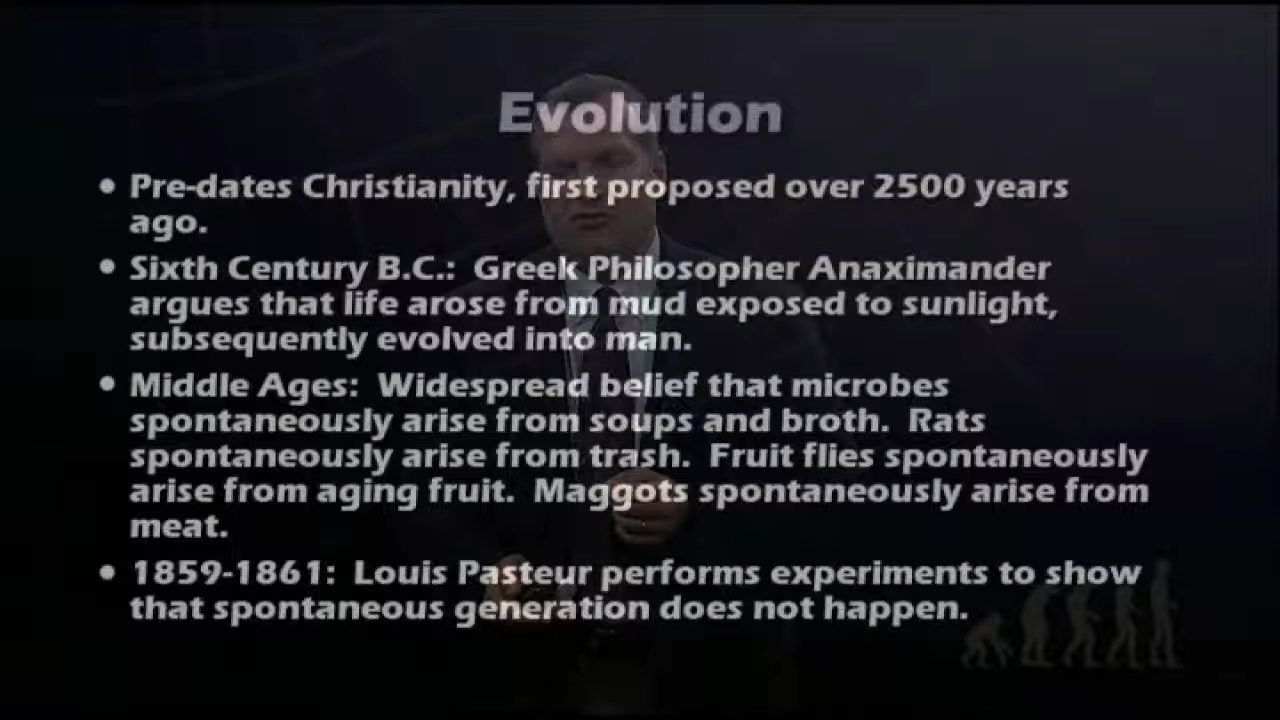 Evolution
• Pre-dates Christianity, first proposed over 2500 years
ago.
• Sixth Century B.C.: Greek Philosopher Anaximander
argues that life arose from mud exposed to sunlight,
subsequently evolved into man.
• Middle Ages: Widespread belief that microbes
spontaneously arise from soups and broth. Rats
spontaneously arise from trash. Fruit flies spontaneously
arise from aging fruit. Maggots spontaneously arise from
meat.
• 1859-1861: Louis Pasteur performs experiments to show
that spontaneous generation does not happen.